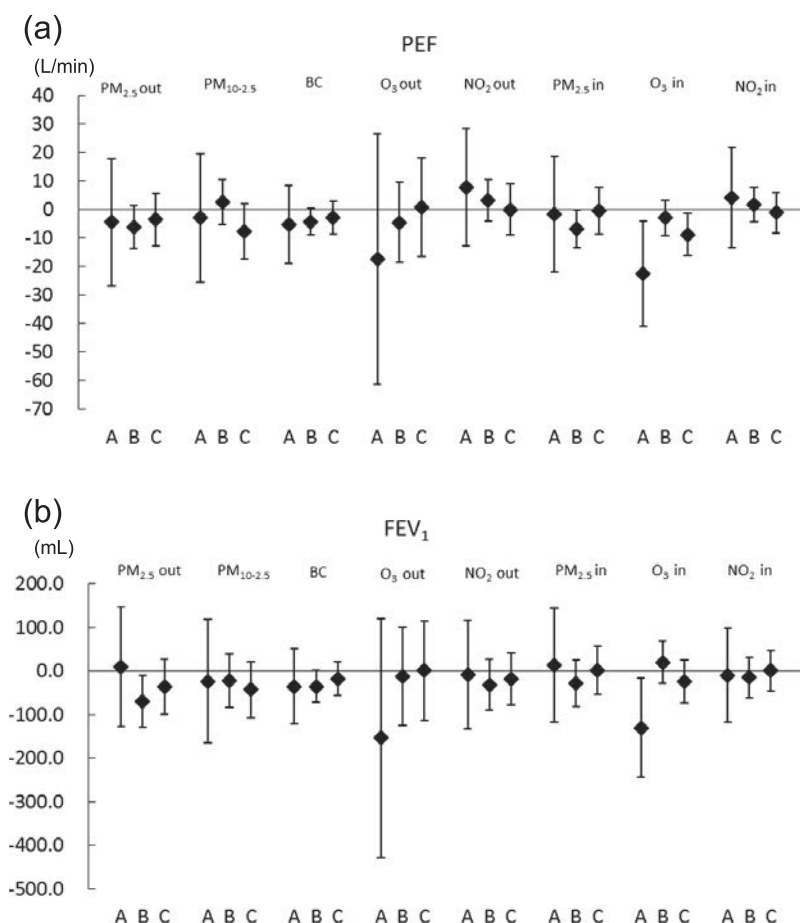 (a)
PEF
(L/min)
PM2.5 out PM10-2.5 BC O3 out NO2 out PM2.5 in O3 in NO2 in
40
30
20
10
0
-10
-20
-30
-40
-50
-60
-70
A B C A B C A B C A B C A B C A B C A B C A B C
(b)
FEV1
(mL)
PM2.5 out PM10-2.5 BC O3 out NO2 out PM2.5 in O3 in NO2 in
200.0
100.0
0.0
-100.0
-200.0
-300.0
-400.0
-500.0
A B C A B C A B C A B C A B C A B C A B C A B C